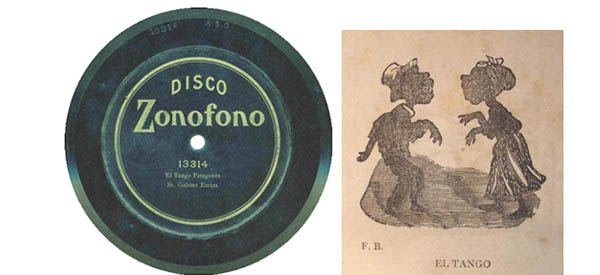 13314
DISCO
Zonofono
13314
El Tango Patagones
Sr. Gabino Ezeiza
F. B.
EL TANGO